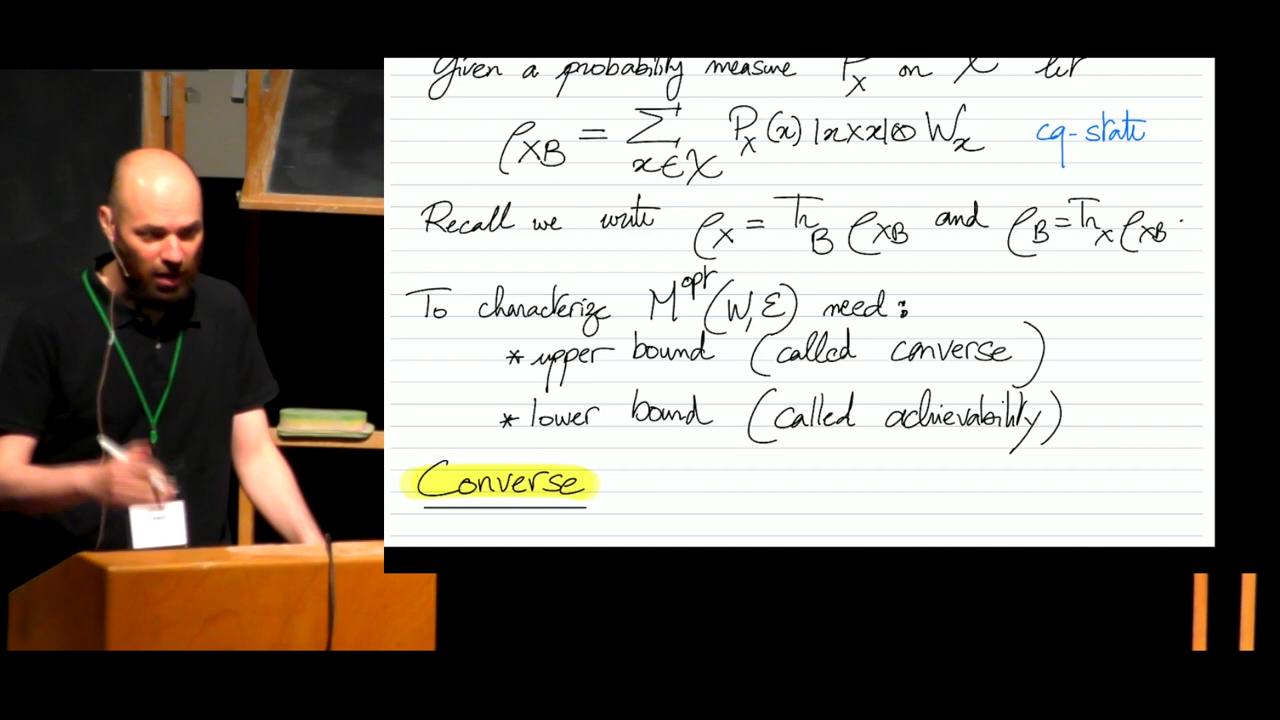 Given a probability measure P_X on 𝒳 let
ρ_XB = Σ_{x∈𝒳} P_X(x) |x⟩⟨x| ⊗ W_x cq-state
Recall we write ρ_X = Tr_B ρ_XB and ρ_B = Tr_X ρ_XB.
To characterize M^opt(W, ε) need:
* upper bound (called converse)
* lower bound (called achievability)
Converse